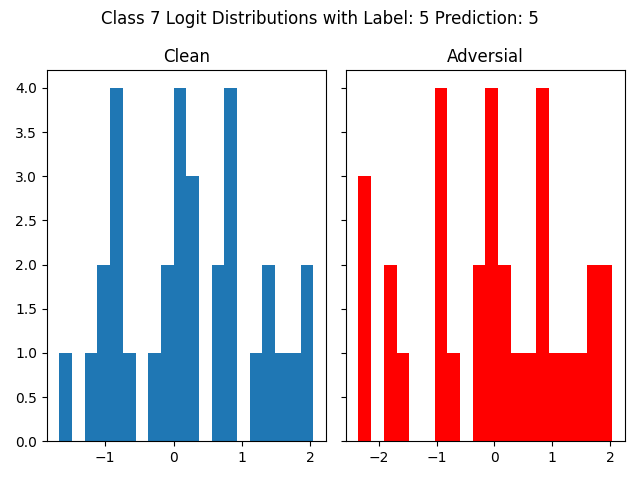 Class 7 Logit Distributions with Label: 5 Prediction: 5
Clean
Adversial
4.0
3.5
3.0
2.5
2.0
1.5
1.0
0.5
0.0
−1 0 1 2
−2 −1 0 1 2